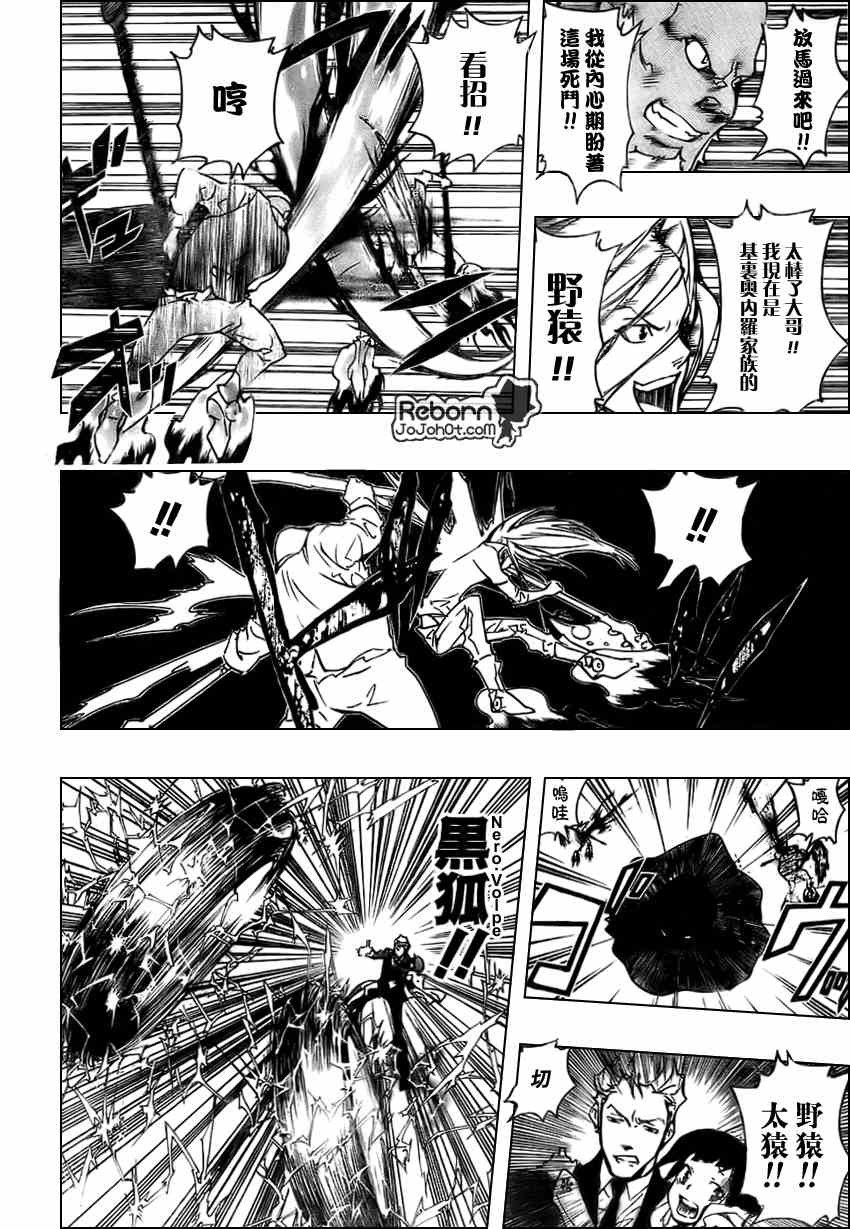 放馬過來吧!!
我從內心期盼著
這場死鬥!!
太棒了大哥!!
我現在是
基裏奧內羅家族的
野猿!!
看招!!
哼
Reborn
JoJoHOt.com
!!
!!
嘎哈
嗚哇
野猿!!
太猿!!
切
Nero Volpe
黒狐!!